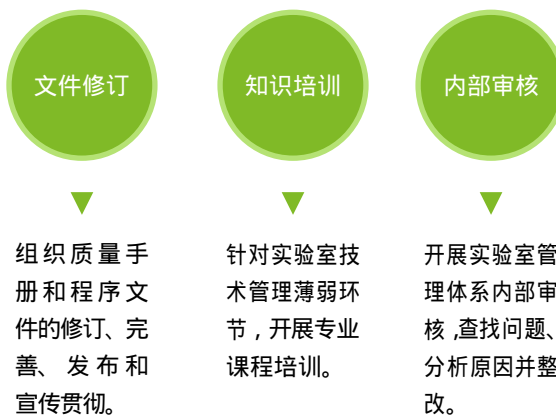 文件修订
知识培训
内部审核
组织质量手
册和程序文
件的修订、完
善、发布和
宣传贯彻。
针对实验室技
术管理薄弱环
节，开展专业
课程培训。
开展实验室管
理体系内部审
核,查找问题、
分析原因并整
改。